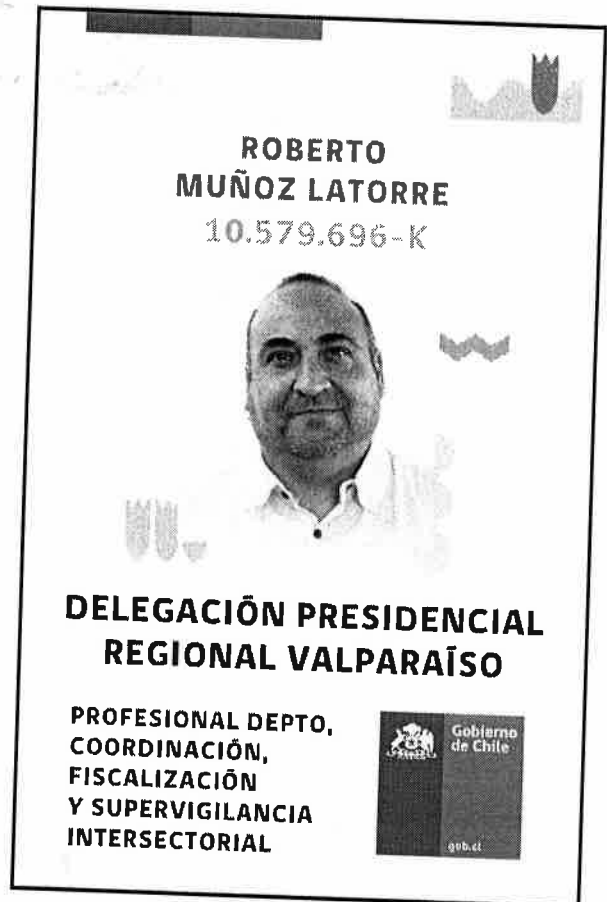 ROBERTO
MUÑOZ LATORRE
10.579.696-K
DELEGACIÓN PRESIDENCIAL
REGIONAL VALPARAÍSO
PROFESIONAL DEPTO,
COORDINACIÓN,
FISCALIZACIÓN
Y SUPERVIGILANCIA
INTERSECTORIAL
Gobierno
de Chile
gob.cl